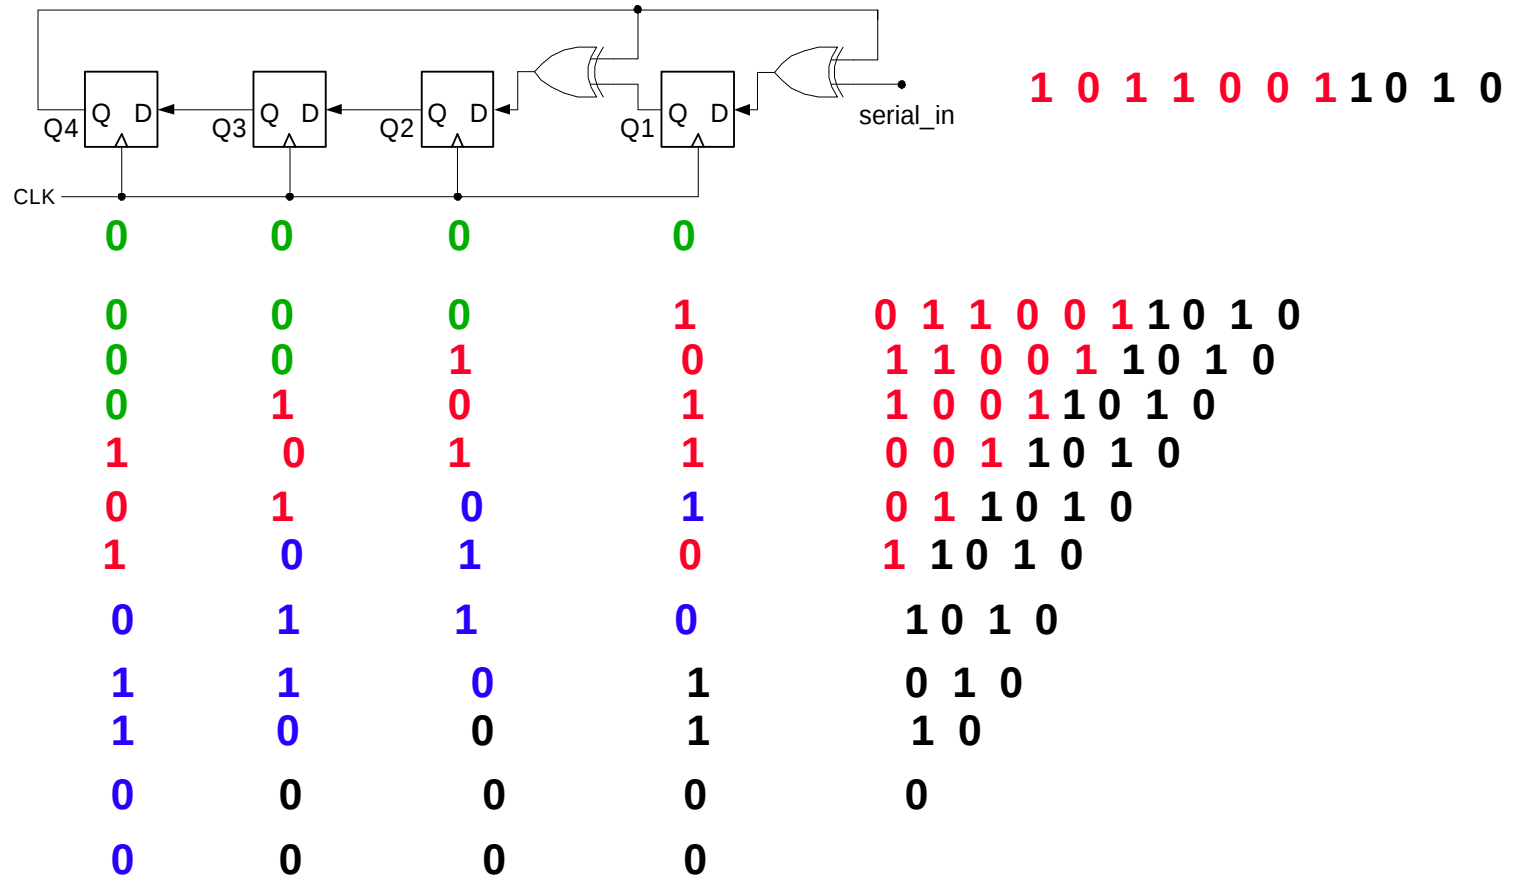 1 0 1 1 0 0 1 1 0 1 0
Q D Q D Q D Q D
Q4 Q3 Q2 Q1 serial_in
CLK
0 0 0 0
0 0 0 1 0 1 1 0 0 1 1 0 1 0
0 0 1 0 1 1 0 0 1 1 0 1 0
0 1 0 1 1 0 0 1 1 0 1 0
1 0 1 1 0 0 1 1 0 1 0
0 1 0 1 0 1 1 0 1 0
1 0 1 0 1 1 0 1 0
0 1 1 0 1 0 1 0
1 1 0 1 0 1 0
1 0 0 1 1 0
0 0 0 0 0
0 0 0 0